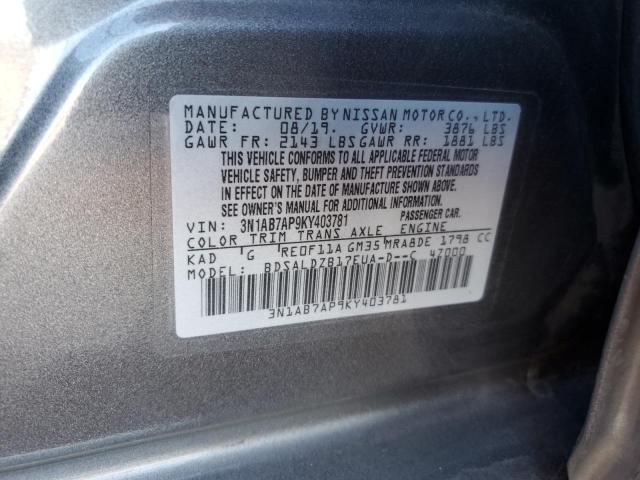 MANUFACTURED BY NISSAN MOTOR CO., LTD.
DATE: 08/19. GVWR: 3876 LBS
GAWR FR: 2143 LBS GAWR RR: 1881 LBS
THIS VEHICLE CONFORMS TO ALL APPLICABLE FEDERAL MOTOR
VEHICLE SAFETY, BUMPER AND THEFT PREVENTION STANDARDS
IN EFFECT ON THE DATE OF MANUFACTURE SHOWN ABOVE.
SEE OWNER'S MANUAL FOR ADDITIONAL INFORMATION
VIN: 3N1AB7AP9KY403781 PASSENGER CAR.
COLOR TRIM TRANS AXLE ENGINE
KAD G RE0F11A GM35 MRA8DE 1798 CC
MODEL: BDSALDZB17EUA-D--C 4Z000
3N1AB7AP9KY403781